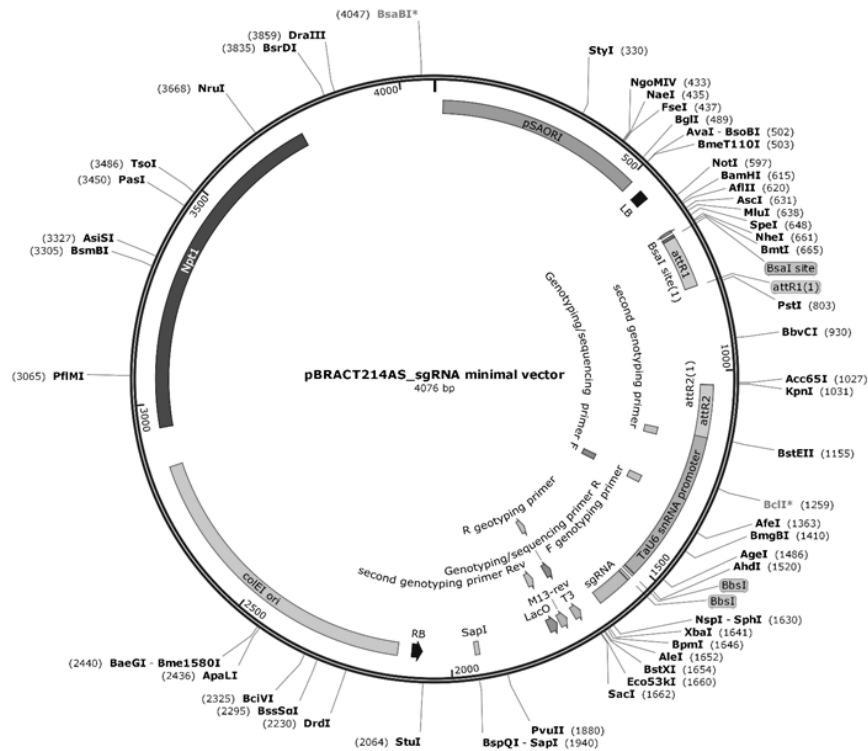 (4047) BsaBI*
(3859) DraIII
(3835) BsrDI
(3668) NruI
(3486) TsoI
(3450) PasI
(3327) AsiSI
(3305) BsmBI
(3065) PflMI
(2440) BaeGI - Bme1580I
(2436) ApaLI
(2325) BciVI
(2295) BssSαI
(2230) DrdI
(2064) StuI
StyI (330)
NgoMIV (433)
NaeI (435)
FseI (437)
BglI (489)
AvaI - BsoBI (502)
BmeT110I (503)
NotI (597)
BamHI (615)
AflII (620)
AscI (631)
MluI (638)
SpeI (648)
NheI (661)
BmtI (665)
BsaI site
attR1(1)
PstI (803)
BbvCI (930)
Acc65I (1027)
KpnI (1031)
BstEII (1155)
BclI* (1259)
AfeI (1363)
BmgBI (1410)
AgeI (1486)
AhdI (1520)
BbsI
BbsI
NspI - SphI (1630)
XbaI (1641)
BpmI (1646)
AleI (1652)
BstXI (1654)
Eco53kI (1660)
SacI (1662)
PvuII (1880)
BspQI - SapI (1940)
4000
500
1000
1500
2000
2500
3000
3500
pSAORI
LB
attR1
BsaI site(1)
Npt1
Genotyping/sequencing primer F
second genotyping primer
pBRACT214AS_sgRNA minimal vector
4076 bp
attR2(1)
attR2
TaU6 snRNA promoter
R geotyping primer
Genotyping/sequencing primer R
F genotyping primer
second genotyping primer Rev
sgRNA
M13-rev
T3
LacO
SapI
RB
colEI ori